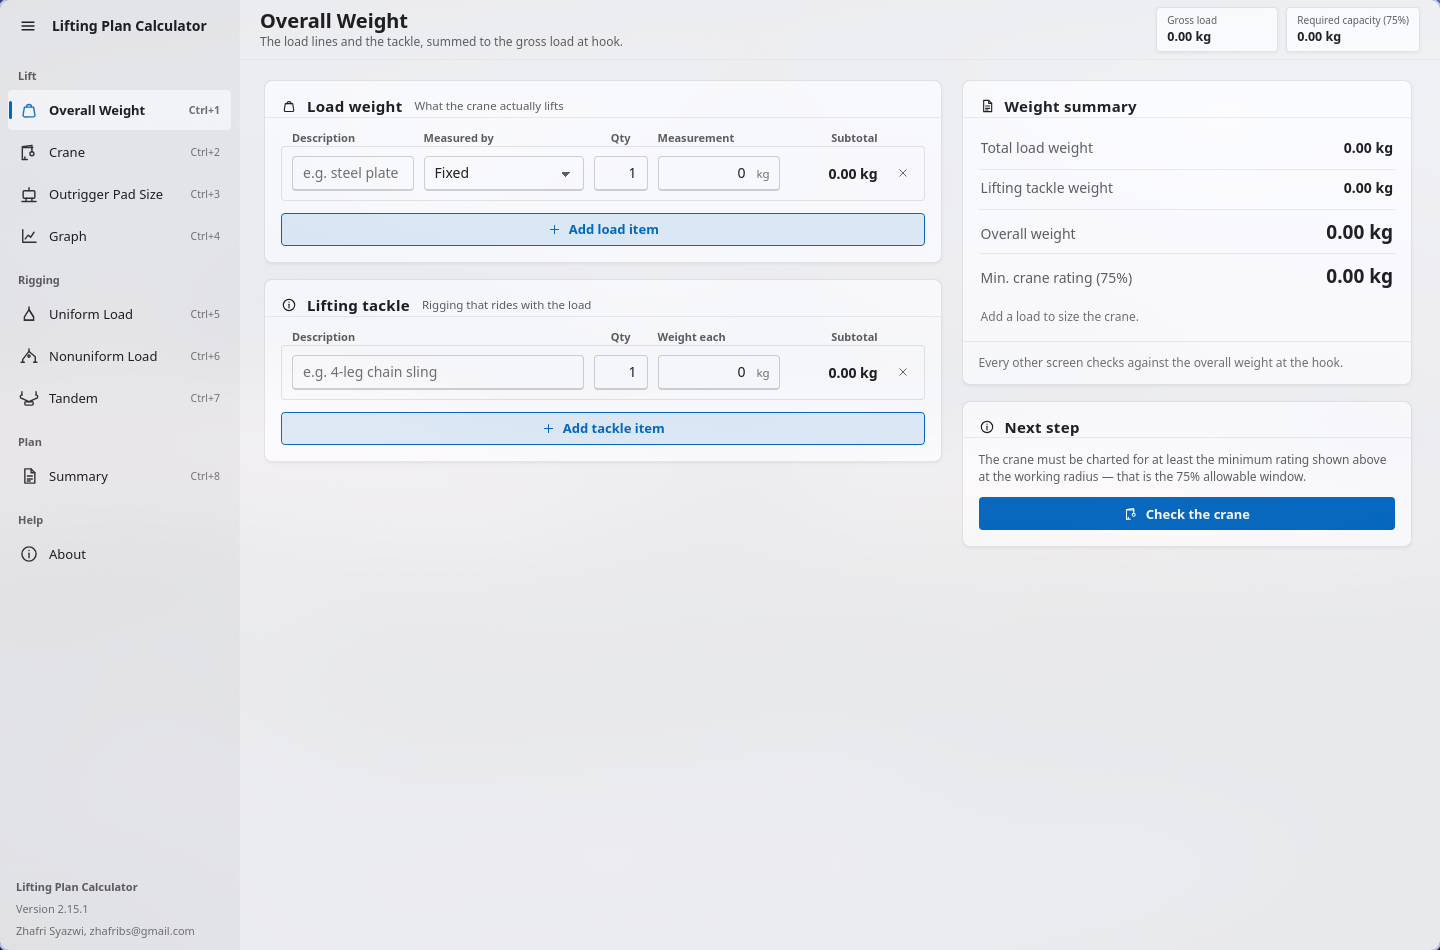 Lifting Plan Calculator
Lift
Overall Weight Ctrl+1
Crane Ctrl+2
Outrigger Pad Size Ctrl+3
Graph Ctrl+4
Rigging
Uniform Load Ctrl+5
Nonuniform Load Ctrl+6
Tandem Ctrl+7
Plan
Summary Ctrl+8
Help
About
Lifting Plan Calculator
Version 2.15.1
Zhafri Syazwi, zhafribs@gmail.com
Overall Weight
The load lines and the tackle, summed to the gross load at hook.
Gross load
0.00 kg
Required capacity (75%)
0.00 kg
Load weight What the crane actually lifts
Description Measured by Qty Measurement Subtotal
e.g. steel plate Fixed 1 0 kg 0.00 kg
Add load item
Lifting tackle Rigging that rides with the load
Description Qty Weight each Subtotal
e.g. 4-leg chain sling 1 0 kg 0.00 kg
Add tackle item
Weight summary
Total load weight 0.00 kg
Lifting tackle weight 0.00 kg
Overall weight 0.00 kg
Min. crane rating (75%) 0.00 kg
Add a load to size the crane.
Every other screen checks against the overall weight at the hook.
Next step
The crane must be charted for at least the minimum rating shown above
at the working radius — that is the 75% allowable window.
Check the crane